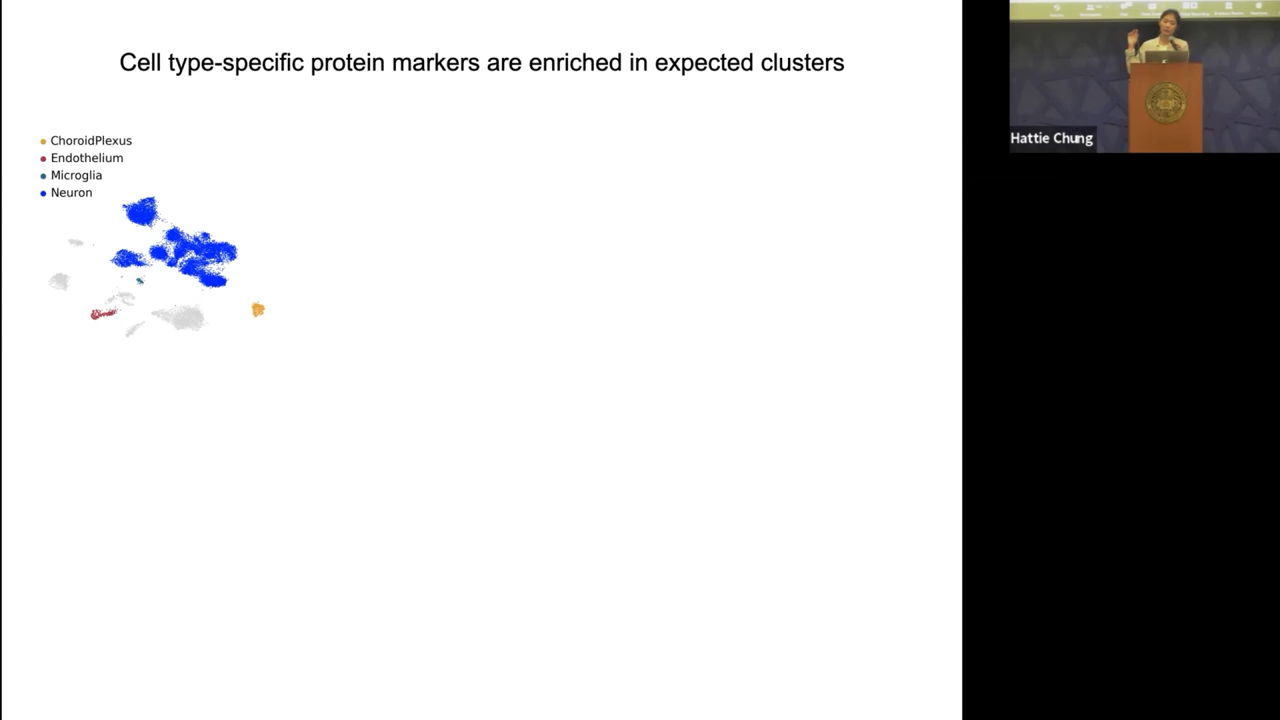 Cell type-specific protein markers are enriched in expected clusters
ChoroidPlexus
Endothelium
Microglia
Neuron
Hattie Chung